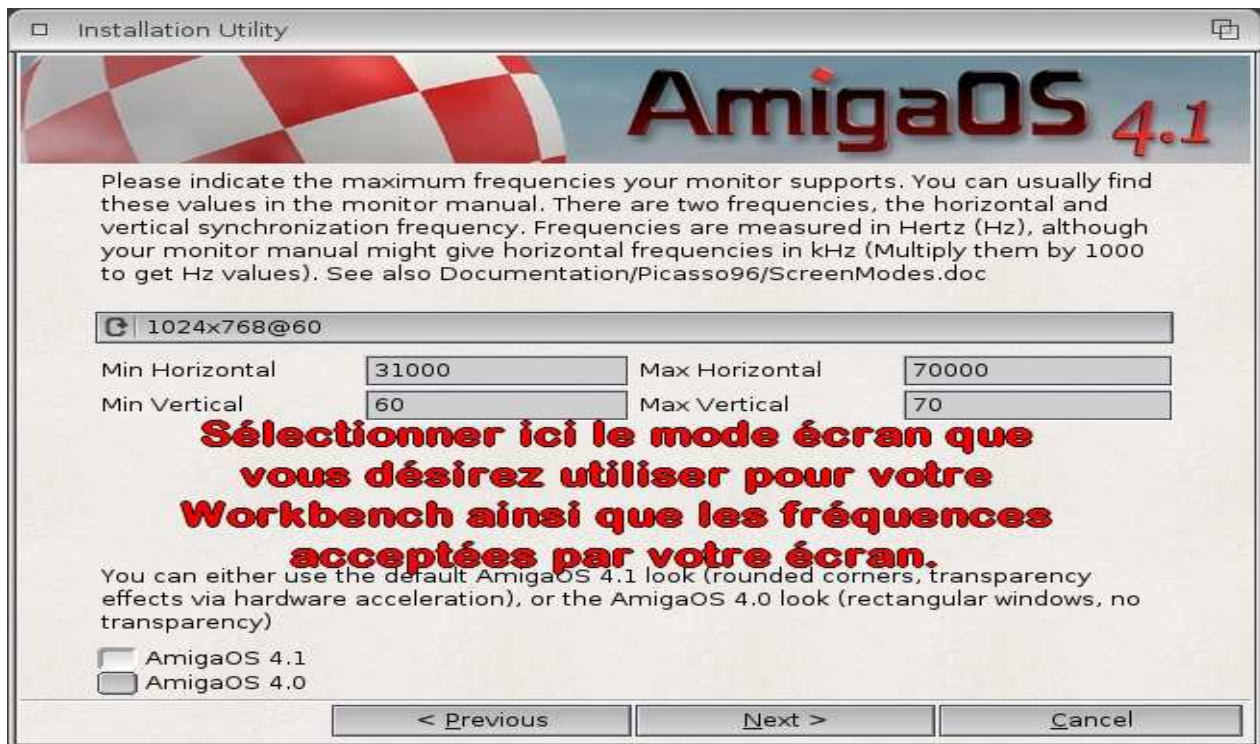 Installation Utility
AmigaOS 4.1
Please indicate the maximum frequencies your monitor supports. You can usually find
these values in the monitor manual. There are two frequencies, the horizontal and
vertical synchronization frequency. Frequencies are measured in Hertz (Hz), although
your monitor manual might give horizontal frequencies in kHz (Multiply them by 1000
to get Hz values). See also Documentation/Picasso96/ScreenModes.doc
1024x768@60
Min Horizontal 31000 Max Horizontal 70000
Min Vertical 60 Max Vertical 70
Sélectionner ici le mode écran que
vous désirez utiliser pour votre
Workbench ainsi que les fréquences
acceptées par votre écran.
You can either use the default AmigaOS 4.1 look (rounded corners, transparency
effects via hardware acceleration), or the AmigaOS 4.0 look (rectangular windows, no
transparency)
AmigaOS 4.1
AmigaOS 4.0
< Previous Next > Cancel